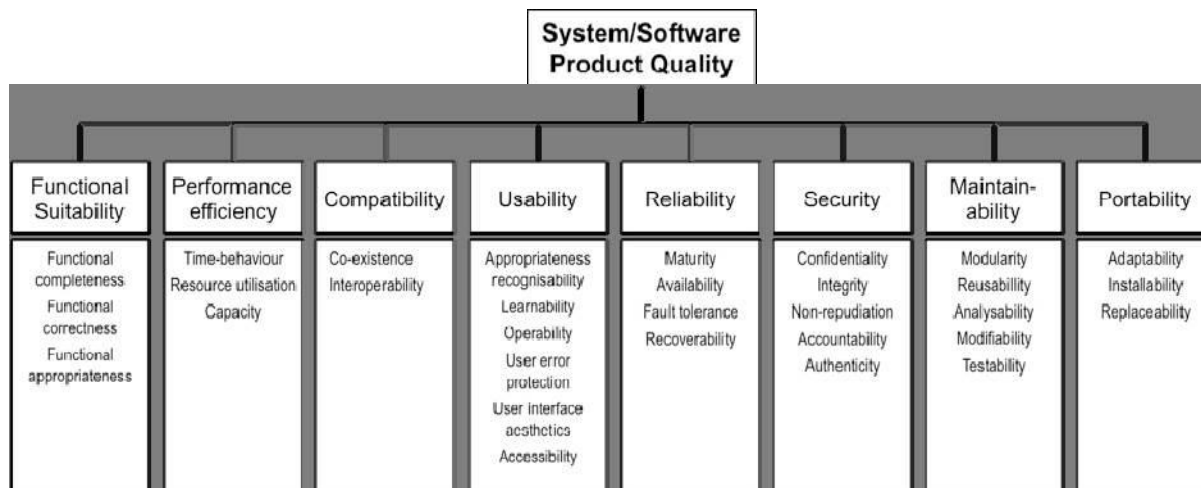 System/Software
Product Quality
Functional
Suitability
Functional
completeness
Functional
correctness
Functional
appropriateness
Performance
efficiency
Time-behaviour
Resource utilisation
Capacity
Compatibility
Co-existence
Interoperability
Usability
Appropriateness
recognisability
Learnability
Operability
User error
protection
User interface
aesthetics
Accessibility
Reliability
Maturity
Availability
Fault tolerance
Recoverability
Security
Confidentiality
Integrity
Non-repudiation
Accountability
Authenticity
Maintain-
ability
Modularity
Reusabillity
Analysability
Modifiability
Testability
Portability
Adaptability
Installability
Replaceability